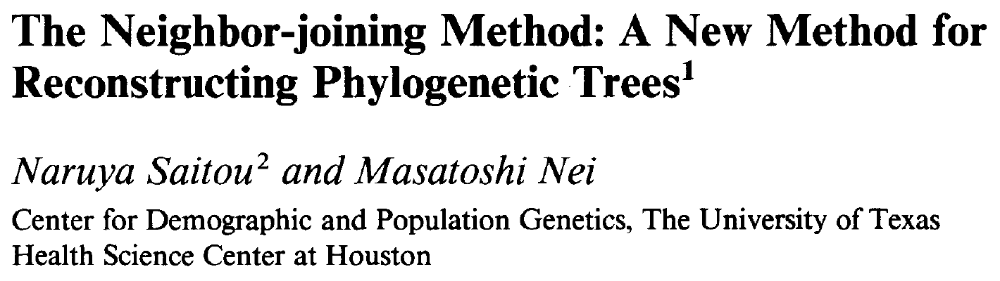 The Neighbor-joining Method: A New Method for
Reconstructing Phylogenetic Trees¹
Naruya Saitou² and Masatoshi Nei
Center for Demographic and Population Genetics, The University of Texas
Health Science Center at Houston